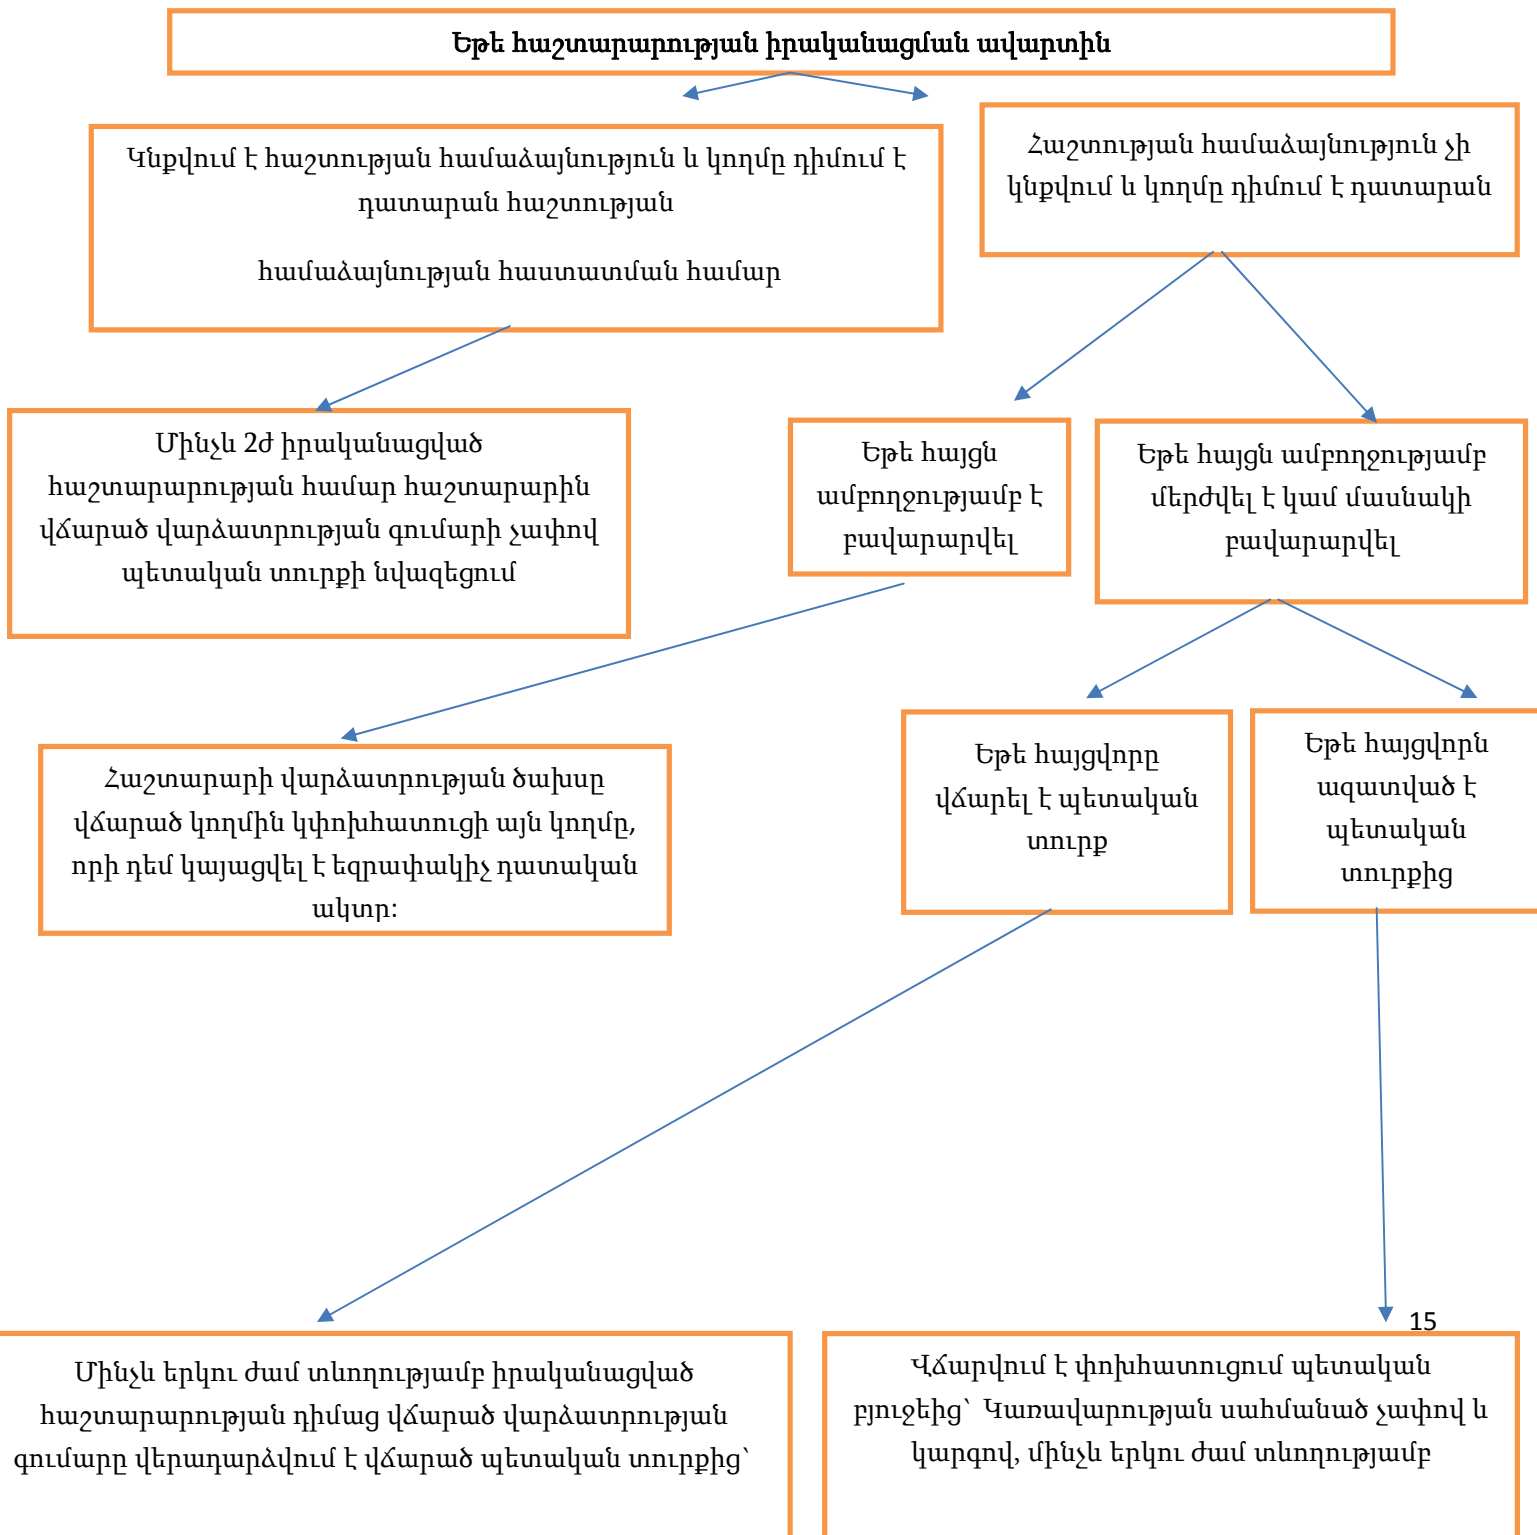 Եթե հաշտարարության իրականացման ավարտին
Կնքվում է հաշտության համաձայնություն և կողմը դիմում է
դատարան հաշտության
համաձայնության հաստատման համար
Հաշտության համաձայնություն չի
կնքվում և կողմը դիմում է դատարան
Մինչև 2ժ իրականացված
հաշտարարության համար հաշտարարին
վճարած վարձատրության գումարի չափով
պետական տուրքի նվազեցում
Եթե հայցն
ամբողջությամբ է
բավարարվել
Եթե հայցն ամբողջությամբ
մերժվել է կամ մասնակի
բավարարվել
Հաշտարարի վարձատրության ծախսը
վճարած կողմին կփոխհատուցի այն կողմը,
որի դեմ կայացվել է եզրափակիչ դատական
ակտը:
Եթե հայցվորը
վճարել է պետական
տուրք
Եթե հայցվորն
ազատված է
պետական
տուրքից
15
Մինչև երկու ժամ տևողությամբ իրականացված
հաշտարարության դիմաց վճարած վարձատրության
գումարը վերադարձվում է վճարած պետական տուրքից՝
Վճարվում է փոխհատուցում պետական
բյուջեից՝ Կառավարության սահմանած չափով և
կարգով, մինչև երկու ժամ տևողությամբ